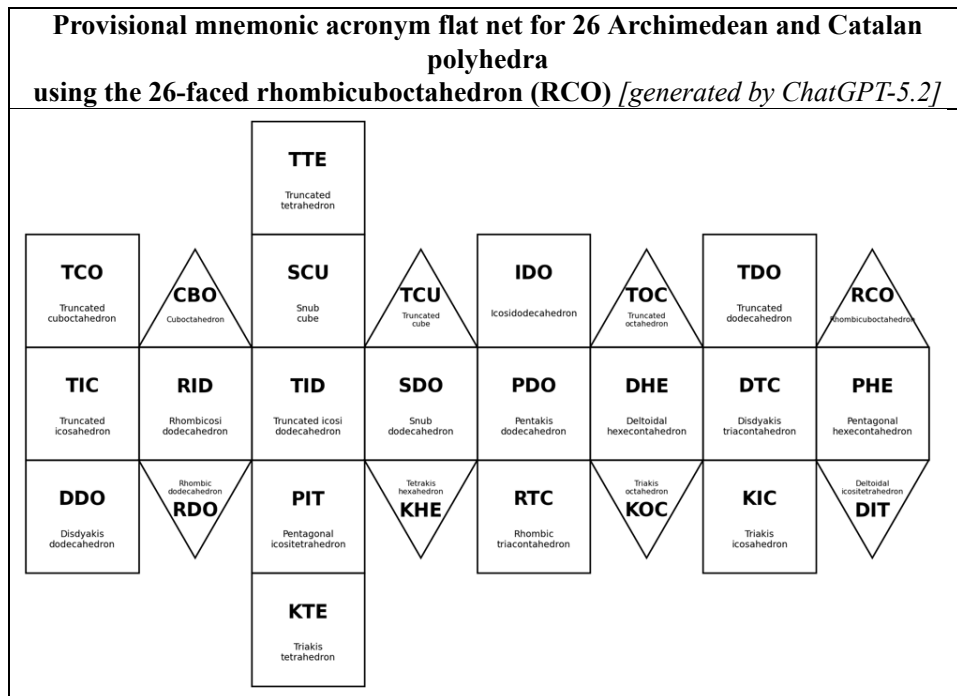 Provisional mnemonic acronym flat net for 26 Archimedean and Catalan
polyhedra
using the 26-faced rhombicuboctahedron (RCO) [generated by ChatGPT-5.2]
TTE
Truncated
tetrahedron
TCO
Truncated
cuboctahedron
CBO
Cuboctahedron
SCU
Snub
cube
TCU
Truncated
cube
IDO
Icosidodecahedron
TOC
Truncated
octahedron
TDO
Truncated
dodecahedron
RCO
Rhombicuboctahedron
TIC
Truncated
icosahedron
RID
Rhombicosi
dodecahedron
TID
Truncated icosi
dodecahedron
SDO
Snub
dodecahedron
PDO
Pentakis
dodecahedron
DHE
Deltoidal
hexecontahedron
DTC
Disdyakis
triacontahedron
PHE
Pentagonal
hexecontahedron
DDO
Disdyakis
dodecahedron
Rhombic
dodecahedron
RDO
PIT
Pentagonal
icositetrahedron
Tetrakis
hexahedron
KHE
RTC
Rhombic
triacontahedron
Triakis
octahedron
KOC
KIC
Triakis
icosahedron
Deltoidal
icositetrahedron
DIT
KTE
Triakis
tetrahedron